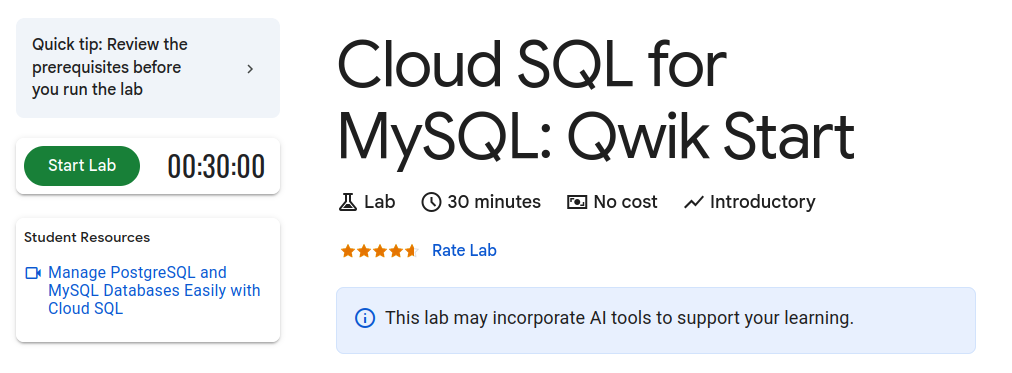 Quick tip: Review the
prerequisites before
you run the lab
Start Lab
00:30:00
Student Resources
Manage PostgreSQL and
MySQL Databases Easily with
Cloud SQL
Cloud SQL for
MySQL: Qwik Start
Lab
30 minutes
No cost
Introductory
Rate Lab
This lab may incorporate AI tools to support your learning.